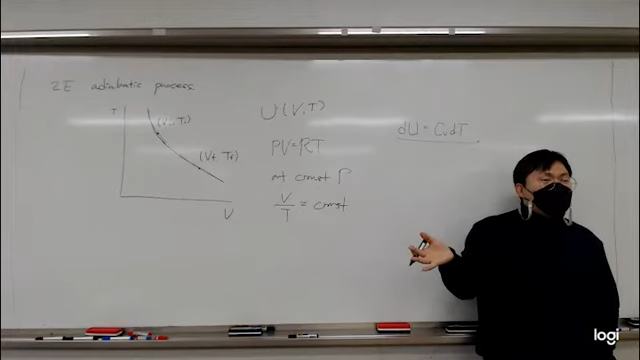 2E adiabatic process
T
(Vi, Ti)
(Vf, Tf)
V
U(V,T)
PV=RT
at const P
V/T = const
dU = CvdT
logi